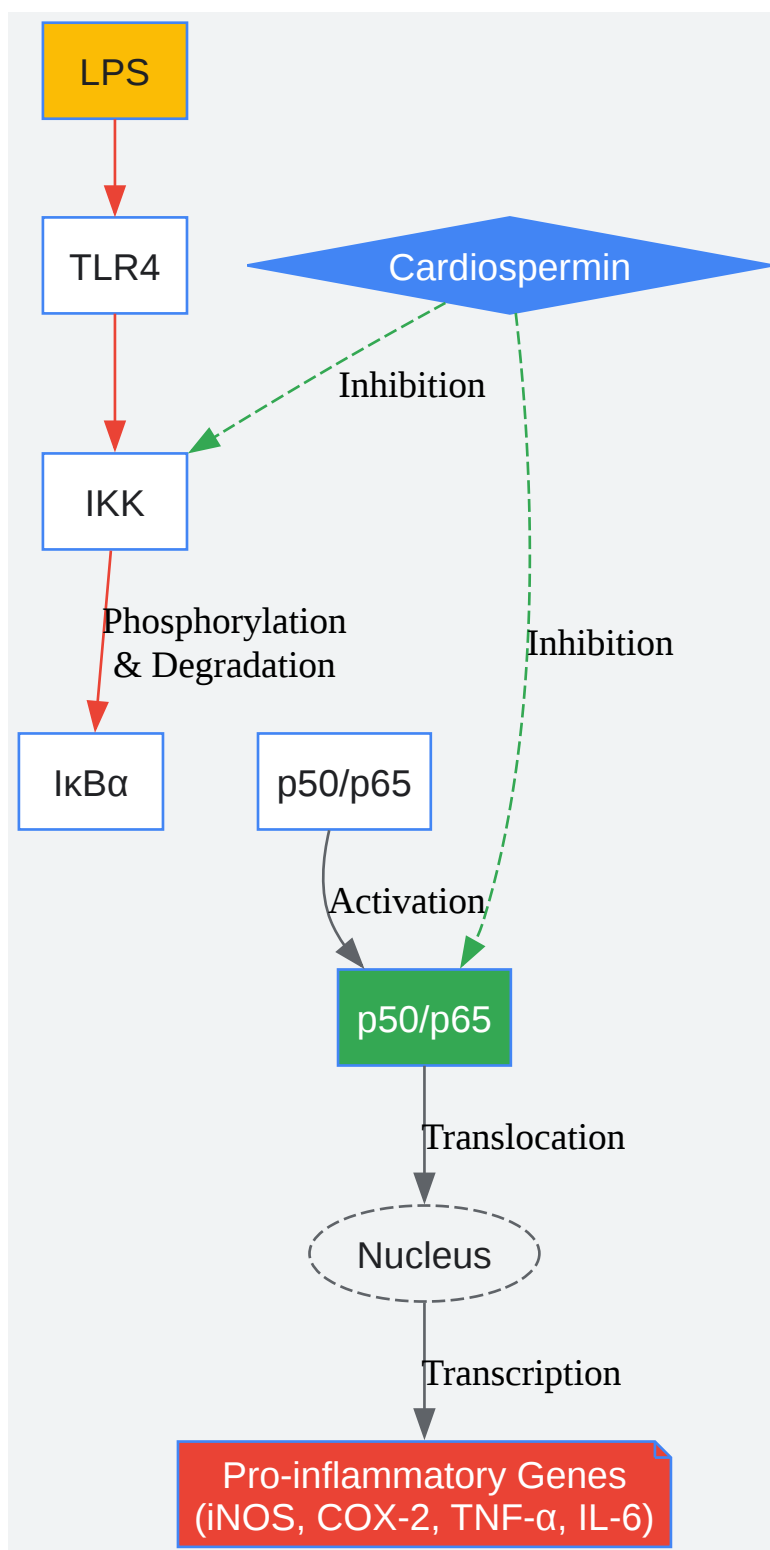 LPS
TLR4
Cardiospermin
Inhibition
IKK
Phosphorylation
& Degradation
Inhibition
IκBα
p50/p65
Activation
p50/p65
Translocation
Nucleus
Transcription
Pro-inflammatory Genes
(iNOS, COX-2, TNF-α, IL-6)